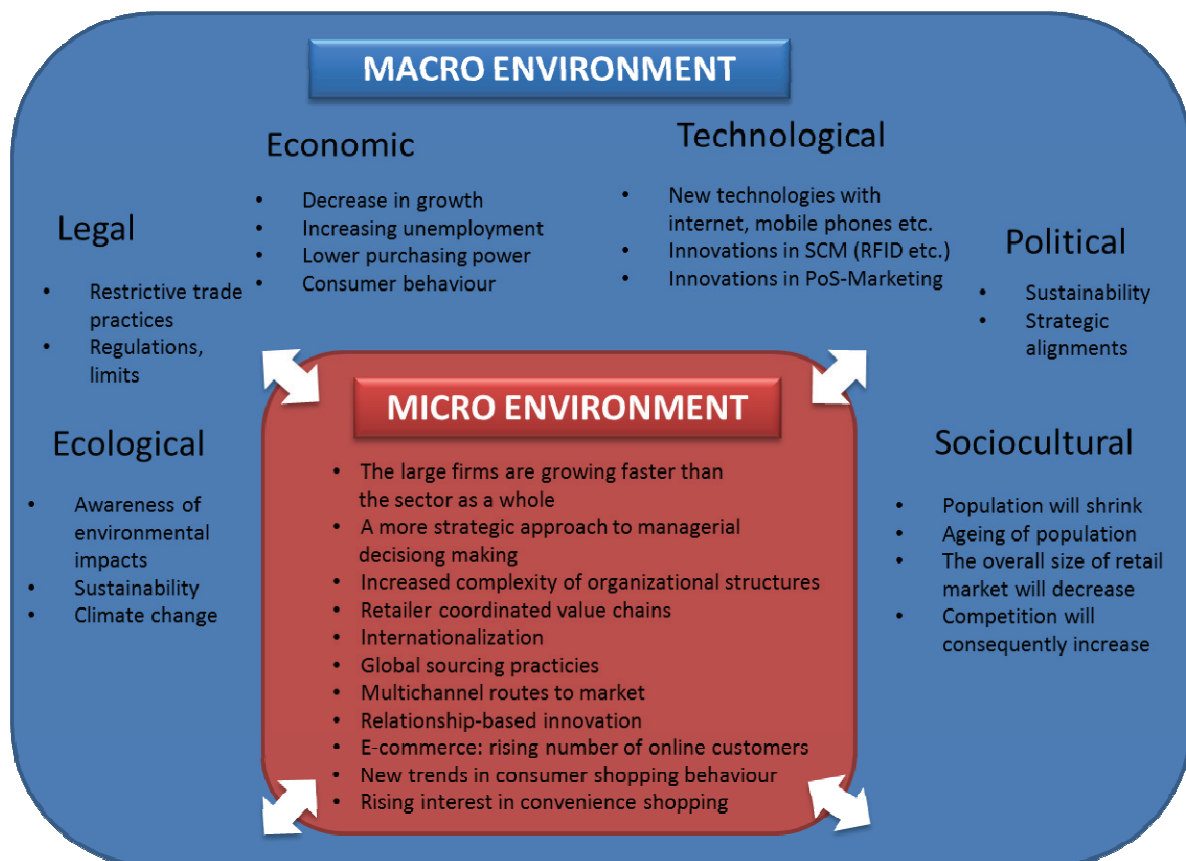 MACRO ENVIRONMENT
Economic
• Decrease in growth
• Increasing unemployment
• Lower purchasing power
• Consumer behaviour
Technological
• New technologies with
internet, mobile phones etc.
• Innovations in SCM (RFID etc.)
• Innovations in PoS-Marketing
Legal
• Restrictive trade
practices
• Regulations,
limits
Political
• Sustainability
• Strategic
alignments
Ecological
• Awareness of
environmental
impacts
• Sustainability
• Climate change
MICRO ENVIRONMENT
• The large firms are growing faster than
the sector as a whole
• A more strategic approach to managerial
decisiong making
• Increased complexity of organizational structures
• Retailer coordinated value chains
• Internationalization
• Global sourcing practicies
• Multichannel routes to market
• Relationship-based innovation
• E-commerce: rising number of online customers
• New trends in consumer shopping behaviour
• Rising interest in convenience shopping
Sociocultural
• Population will shrink
• Ageing of population
• The overall size of retail
market will decrease
• Competition will
consequently increase